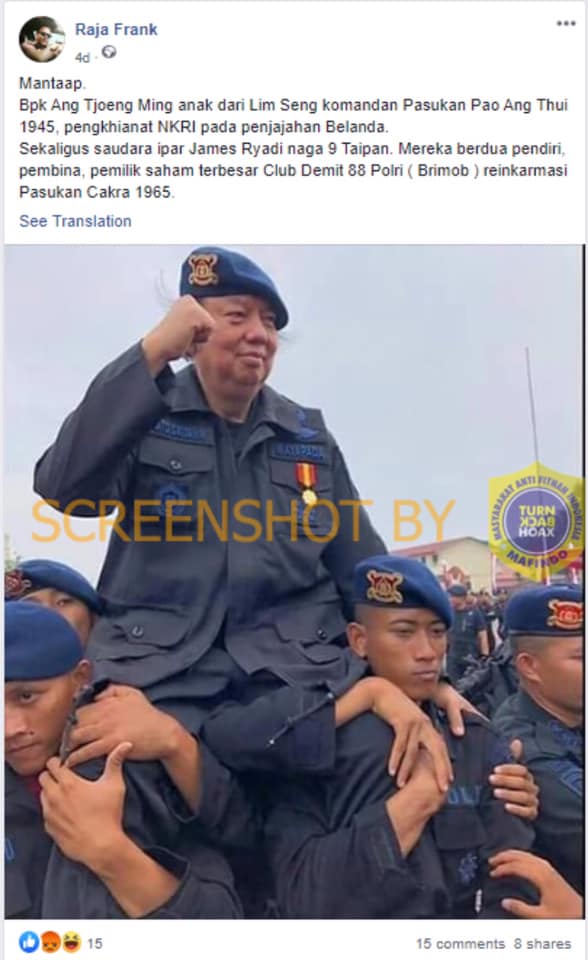 Raja Frank
4d ·
Mantaap.
Bpk Ang Tjoeng Ming anak dari Lim Seng komandan Pasukan Pao Ang Thui
1945, pengkhianat NKRI pada penjajahan Belanda.
Sekaligus saudara ipar James Ryadi naga 9 Taipan. Mereka berdua pendiri,
pembina, pemilik saham terbesar Club Demit 88 Polri ( Brimob ) reinkarmasi
Pasukan Cakra 1965.
See Translation
MAYAPADA
SCREENSHOT BY
MASYARAKAT ANTI FITNAH INDONESIA
TURN
BACK
HOAX
MAFINDO
15
15 comments 8 shares